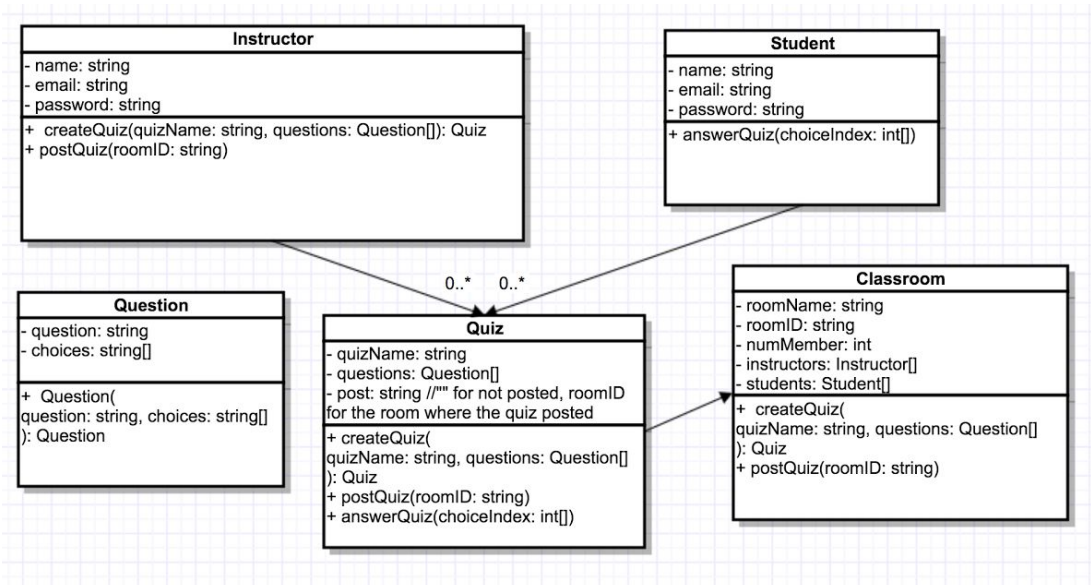 Instructor
- name: string
- email: string
- password: string
+ createQuiz(quizName: string, questions: Question[]): Quiz
+ postQuiz(roomID: string)
Student
- name: string
- email: string
- password: string
+ answerQuiz(choiceIndex: int[])
0..*
0..*
Question
- question: string
- choices: string[]
+ Question(
question: string, choices: string[]
): Question
Quiz
- quizName: string
- questions: Question[]
- post: string //"" for not posted, roomID
for the room where the quiz posted
+ createQuiz(
quizName: string, questions: Question[]
): Quiz
+ postQuiz(roomID: string)
+ answerQuiz(choiceIndex: int[])
Classroom
- roomName: string
- roomID: string
- numMember: int
- instructors: Instructor[]
- students: Student[]
+ createQuiz(
quizName: string, questions: Question[]
): Quiz
+ postQuiz(roomID: string)